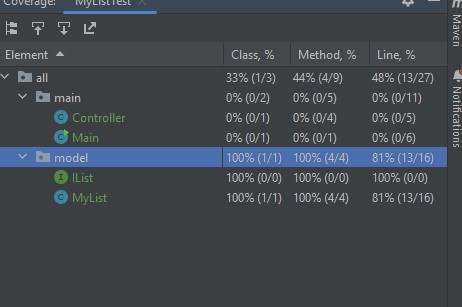 Coverage: MyListTest
Element Class, % Method, % Line, %
all 33% (1/3) 44% (4/9) 48% (13/27)
main 0% (0/2) 0% (0/5) 0% (0/11)
Controller 0% (0/1) 0% (0/4) 0% (0/5)
Main 0% (0/1) 0% (0/1) 0% (0/6)
model 100% (1/1) 100% (4/4) 81% (13/16)
IList 100% (0/0) 100% (0/0) 100% (0/0)
MyList 100% (1/1) 100% (4/4) 81% (13/16)
Maven
Notifications